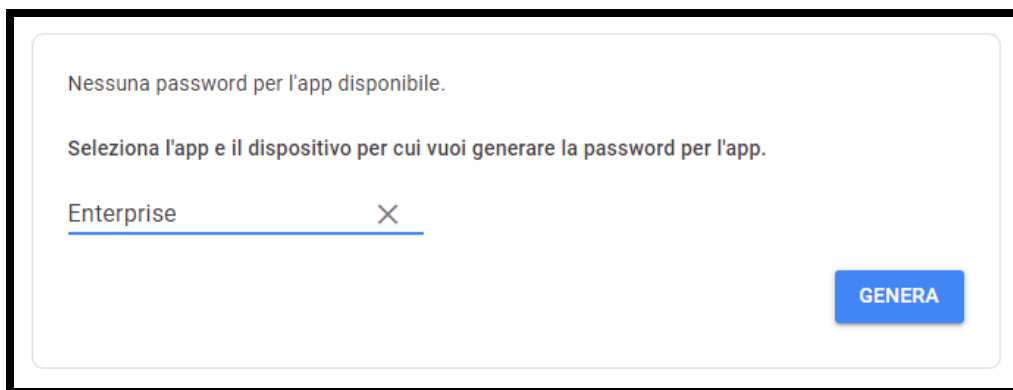 Nessuna password per l'app disponibile.
Seleziona l'app e il dispositivo per cui vuoi generare la password per l'app.
Enterprise
GENERA